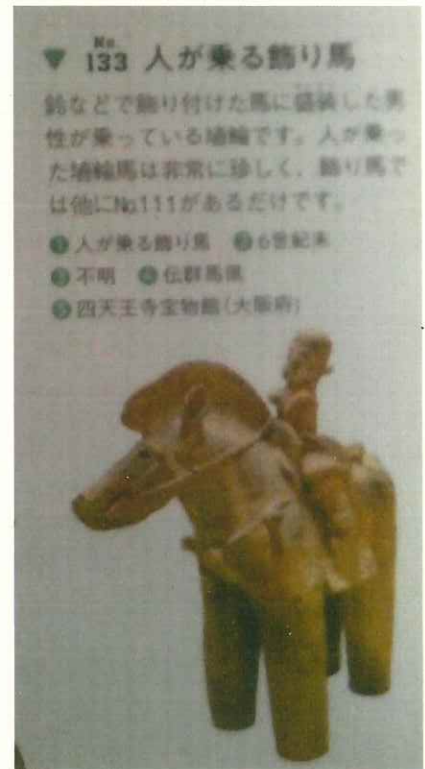 ▼ No. 133 人が乗る飾り馬
鈴などで飾り付けた馬に盛装した男
性が乗っている埴輪です。人が乗っ
た埴輪馬は非常に珍しく、飾り馬で
は他にNo.111があるだけです。
❶人が乗る飾り馬 ❷6世紀末
❸不明 ❹伝群馬県
❺四天王寺宝物館(大阪府)